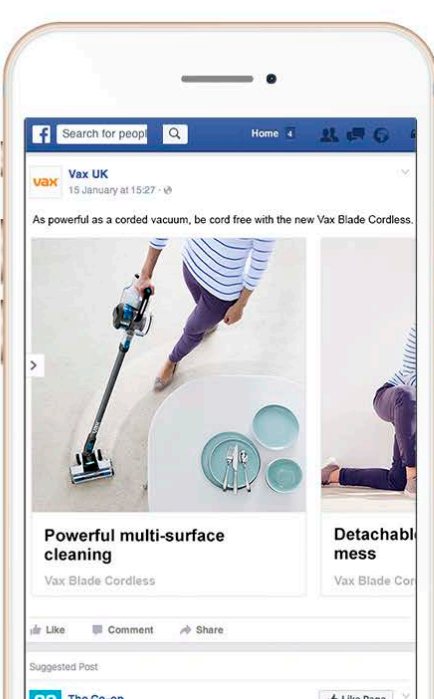 Search for peopl
Home 4
vax
Vax UK
15 January at 15:27 ·
As powerful as a corded vacuum, be cord free with the new Vax Blade Cordless.
Powerful multi-surface
cleaning
Vax Blade Cordless
Detachabl
mess
Vax Blade Cor
Like Comment Share
Suggested Post
The Co-op
Like Page